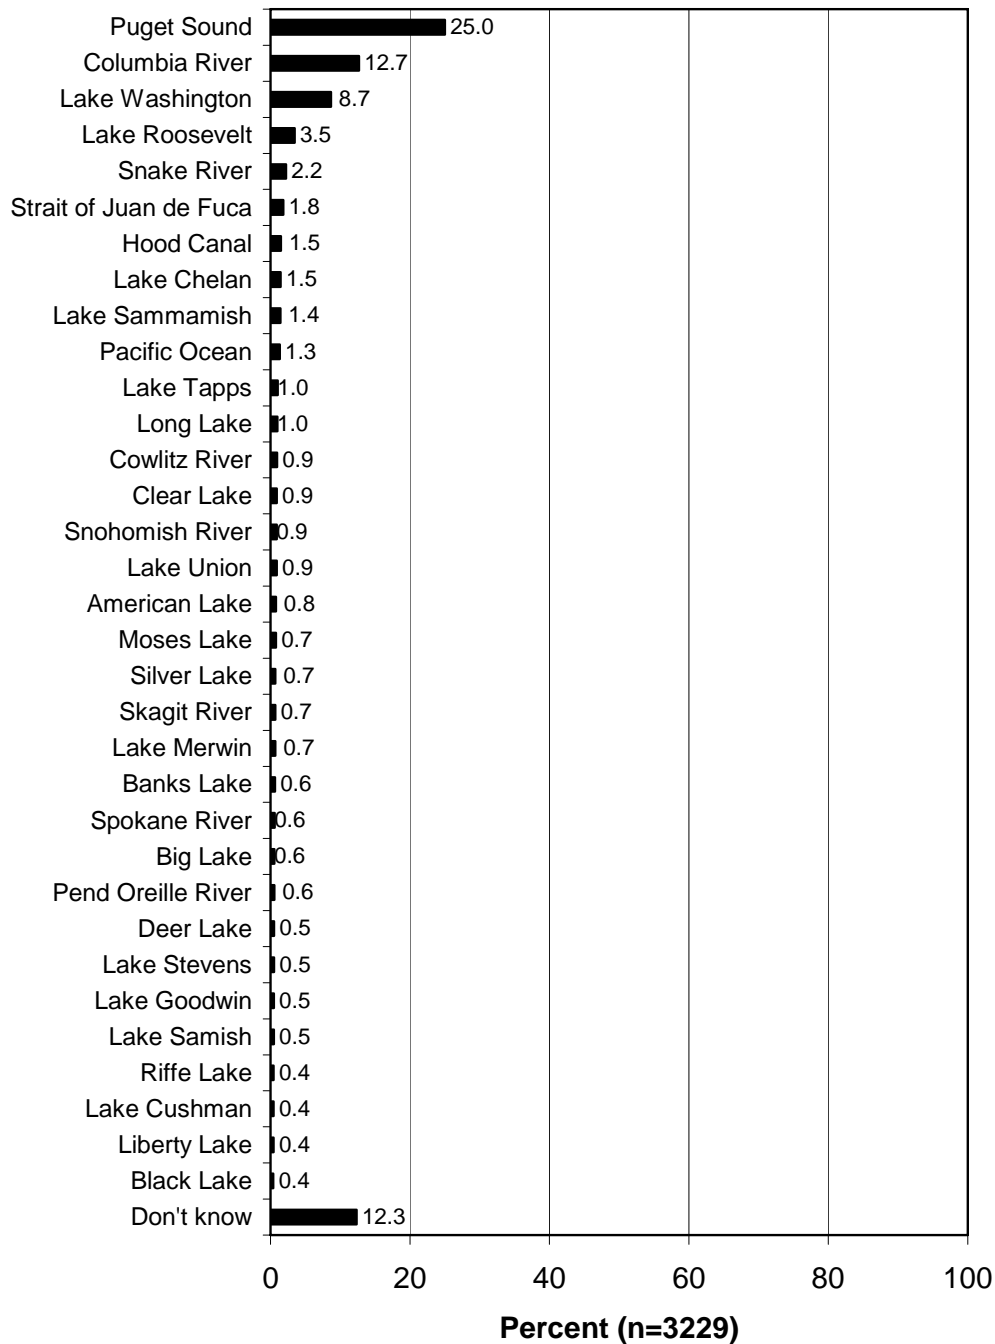 Puget Sound 25.0
Columbia River 12.7
Lake Washington 8.7
Lake Roosevelt 3.5
Snake River 2.2
Strait of Juan de Fuca 1.8
Hood Canal 1.5
Lake Chelan 1.5
Lake Sammamish 1.4
Pacific Ocean 1.3
Lake Tapps 1.0
Long Lake 1.0
Cowlitz River 0.9
Clear Lake 0.9
Snohomish River 0.9
Lake Union 0.9
American Lake 0.8
Moses Lake 0.7
Silver Lake 0.7
Skagit River 0.7
Lake Merwin 0.7
Banks Lake 0.6
Spokane River 0.6
Big Lake 0.6
Pend Oreille River 0.6
Deer Lake 0.5
Lake Stevens 0.5
Lake Goodwin 0.5
Lake Samish 0.5
Riffe Lake 0.4
Lake Cushman 0.4
Liberty Lake 0.4
Black Lake 0.4
Don't know 12.3
0 20 40 60 80 100
Percent (n=3229)